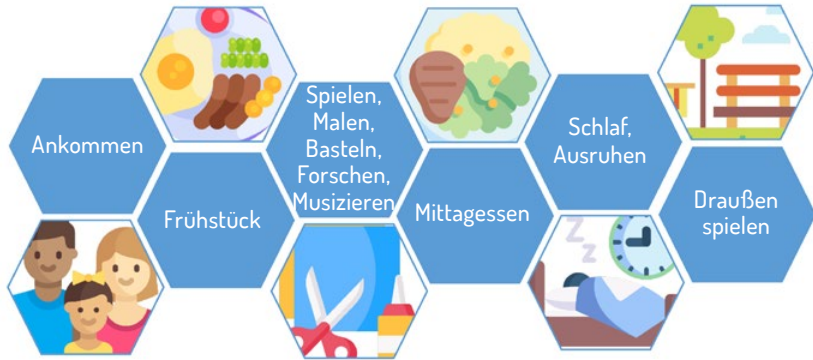 Ankommen
Frühstück
Spielen,
Malen,
Basteln,
Forschen,
Musizieren
Mittagessen
Schlaf,
Ausruhen
Draußen
spielen